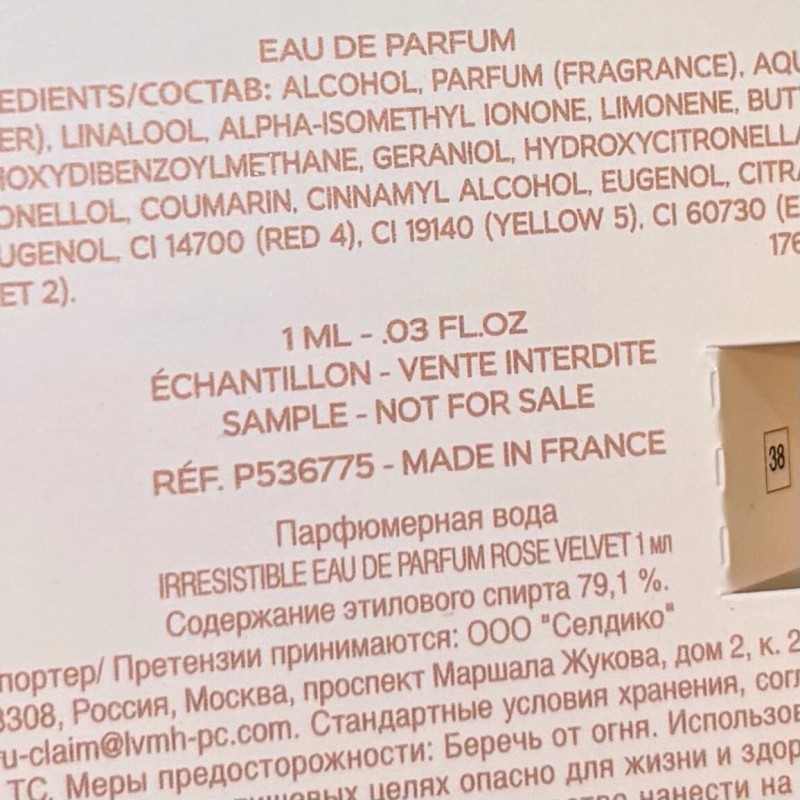 EAU DE PARFUM
EDIENTS/СОСТАВ: ALCOHOL, PARFUM (FRAGRANCE), AQU
ER), LINALOOL, ALPHA-ISOMETHYL IONONE, LIMONENE, BUT
OXYDIBENZOYLMETHANE, GERANIOL, HYDROXYCITRONELLA
ONELLOL, COUMARIN, CINNAMYL ALCOHOL, EUGENOL, CITRA
UGENOL, CI 14700 (RED 4), CI 19140 (YELLOW 5), CI 60730 (E
ET 2).
176
1 ML - .03 FL.OZ
ÉCHANTILLON - VENTE INTERDITE
SAMPLE - NOT FOR SALE
RÉF. P536775 - MADE IN FRANCE
38
Парфюмерная вода
IRRESISTIBLE EAU DE PARFUM ROSE VELVET 1 мл
Содержание этилового спирта 79,1 %.
портер/ Претензии принимаются: ООО "Селдико"
3308, Россия, Москва, проспект Маршала Жукова, дом 2, к. 2
ru-claim@lvmh-pc.com. Стандартные условия хранения, согл
ТС. Меры предосторожности: Беречь от огня. Использов
целях опасно для жизни и здор
нанести на